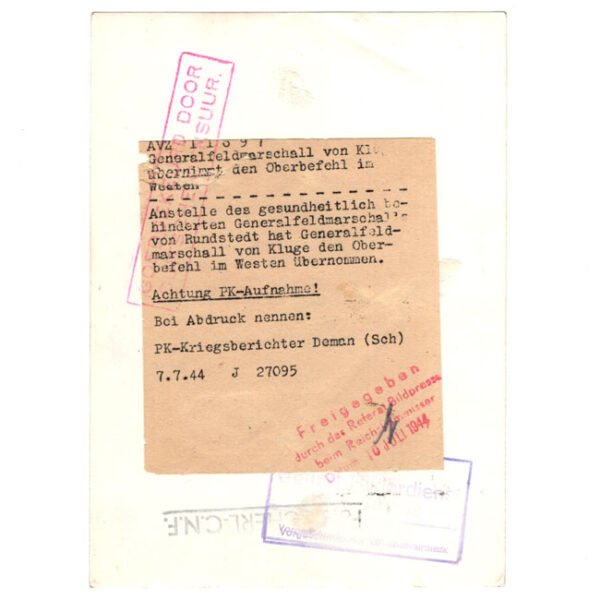 DOOR
AVZ 11397
Generalfeldmarschall von
übernimmt den Oberbefehl im
Westen
Anstelle des gesundheitlich be-
hinderten Generalfeldmarschalls
von Rundstedt hat Generalfeld-
marschall von Kluge den Ober-
befehl im Westen übernommen.
Achtung PK-Aufnahme!
Bei Abdruck nennen:
PK-Kriegsberichter Deman (Sch)
7.7.44 J 27095
Freigegeben
durch das Referat Bildpresse
beim
10 JULI 1944